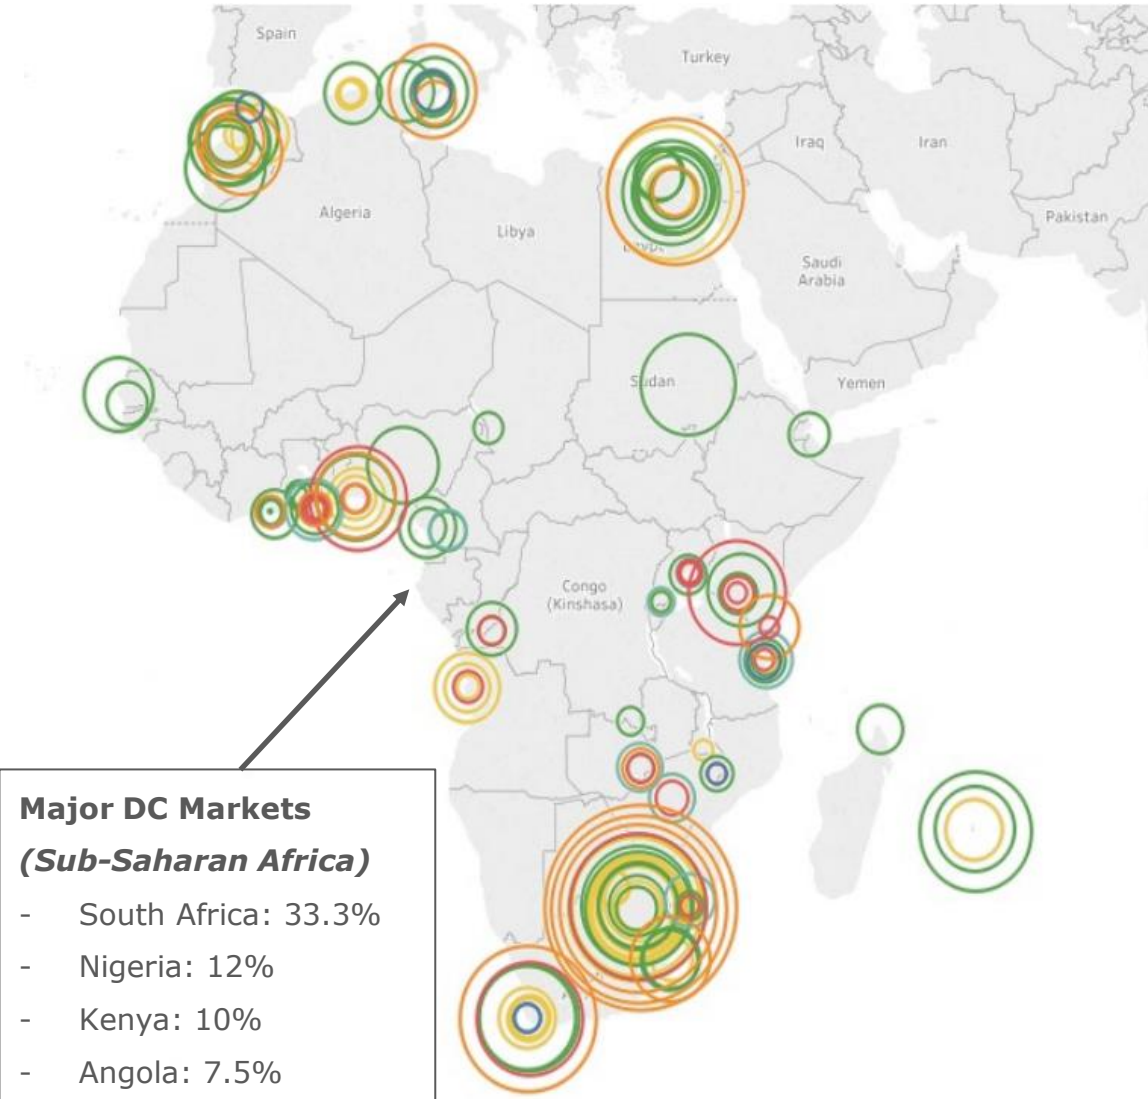 Spain
Turkey
Iraq
Iran
Algeria
Libya
Egypt
Pakistan
Saudi
Arabia
Sudan
Yemen
Congo
(Kinshasa)
Major DC Markets
(Sub-Saharan Africa)
- South Africa: 33.3%
- Nigeria: 12%
- Kenya: 10%
- Angola: 7.5%